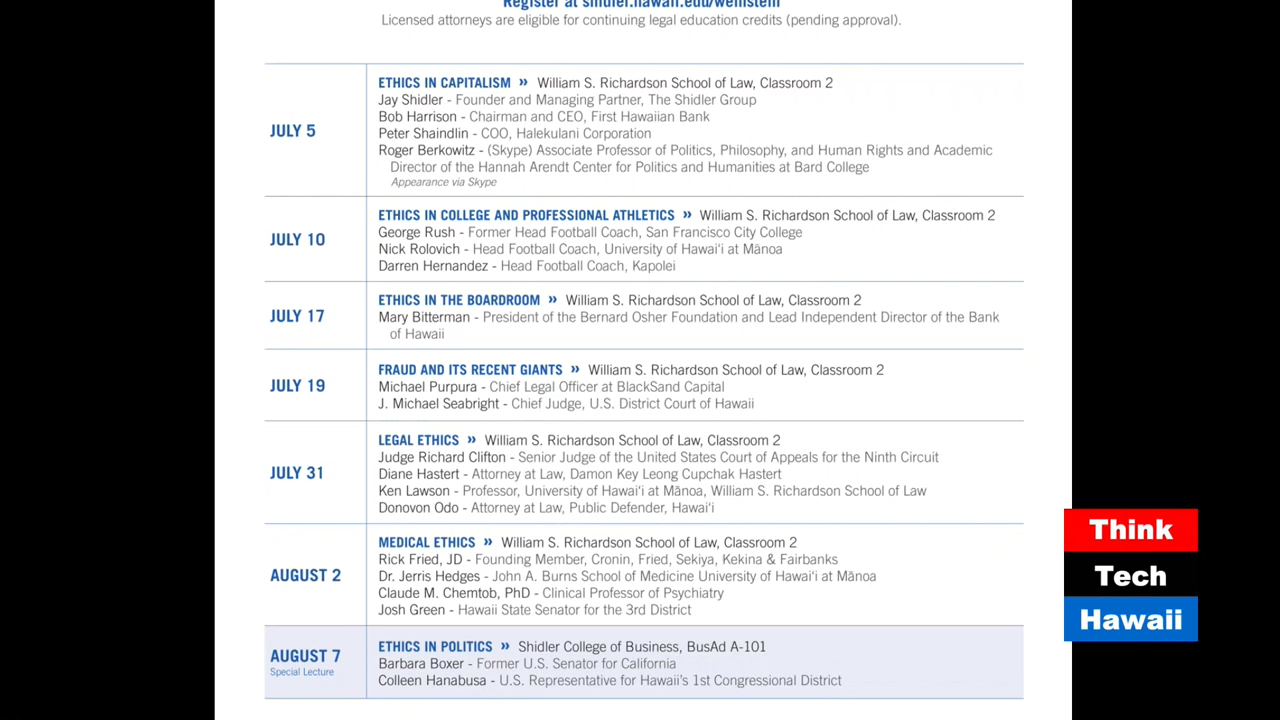 Register at shidler.hawaii.edu/weinstein
Licensed attorneys are eligible for continuing legal education credits (pending approval).
JULY 5
ETHICS IN CAPITALISM » William S. Richardson School of Law, Classroom 2
Jay Shidler - Founder and Managing Partner, The Shidler Group
Bob Harrison - Chairman and CEO, First Hawaiian Bank
Peter Shaindlin - COO, Halekulani Corporation
Roger Berkowitz - (Skype) Associate Professor of Politics, Philosophy, and Human Rights and Academic
Director of the Hannah Arendt Center for Politics and Humanities at Bard College
Appearance via Skype
JULY 10
ETHICS IN COLLEGE AND PROFESSIONAL ATHLETICS » William S. Richardson School of Law, Classroom 2
George Rush - Former Head Football Coach, San Francisco City College
Nick Rolovich - Head Football Coach, University of Hawaiʻi at Mānoa
Darren Hernandez - Head Football Coach, Kapolei
JULY 17
ETHICS IN THE BOARDROOM » William S. Richardson School of Law, Classroom 2
Mary Bitterman - President of the Bernard Osher Foundation and Lead Independent Director of the Bank
of Hawaii
JULY 19
FRAUD AND ITS RECENT GIANTS » William S. Richardson School of Law, Classroom 2
Michael Purpura - Chief Legal Officer at BlackSand Capital
J. Michael Seabright - Chief Judge, U.S. District Court of Hawaii
JULY 31
LEGAL ETHICS » William S. Richardson School of Law, Classroom 2
Judge Richard Clifton - Senior Judge of the United States Court of Appeals for the Ninth Circuit
Diane Hastert - Attorney at Law, Damon Key Leong Cupchak Hastert
Ken Lawson - Professor, University of Hawaiʻi at Mānoa, William S. Richardson School of Law
Donovon Odo - Attorney at Law, Public Defender, Hawaiʻi
AUGUST 2
MEDICAL ETHICS » William S. Richardson School of Law, Classroom 2
Rick Fried, JD - Founding Member, Cronin, Fried, Sekiya, Kekina & Fairbanks
Dr. Jerris Hedges - John A. Burns School of Medicine University of Hawaiʻi at Mānoa
Claude M. Chemtob, PhD - Clinical Professor of Psychiatry
Josh Green - Hawaii State Senator for the 3rd District
AUGUST 7
Special Lecture
ETHICS IN POLITICS » Shidler College of Business, BusAd A-101
Barbara Boxer - Former U.S. Senator for California
Colleen Hanabusa - U.S. Representative for Hawaii's 1st Congressional District
Think
Tech
Hawaii